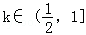 k∈ (1/2, 1]